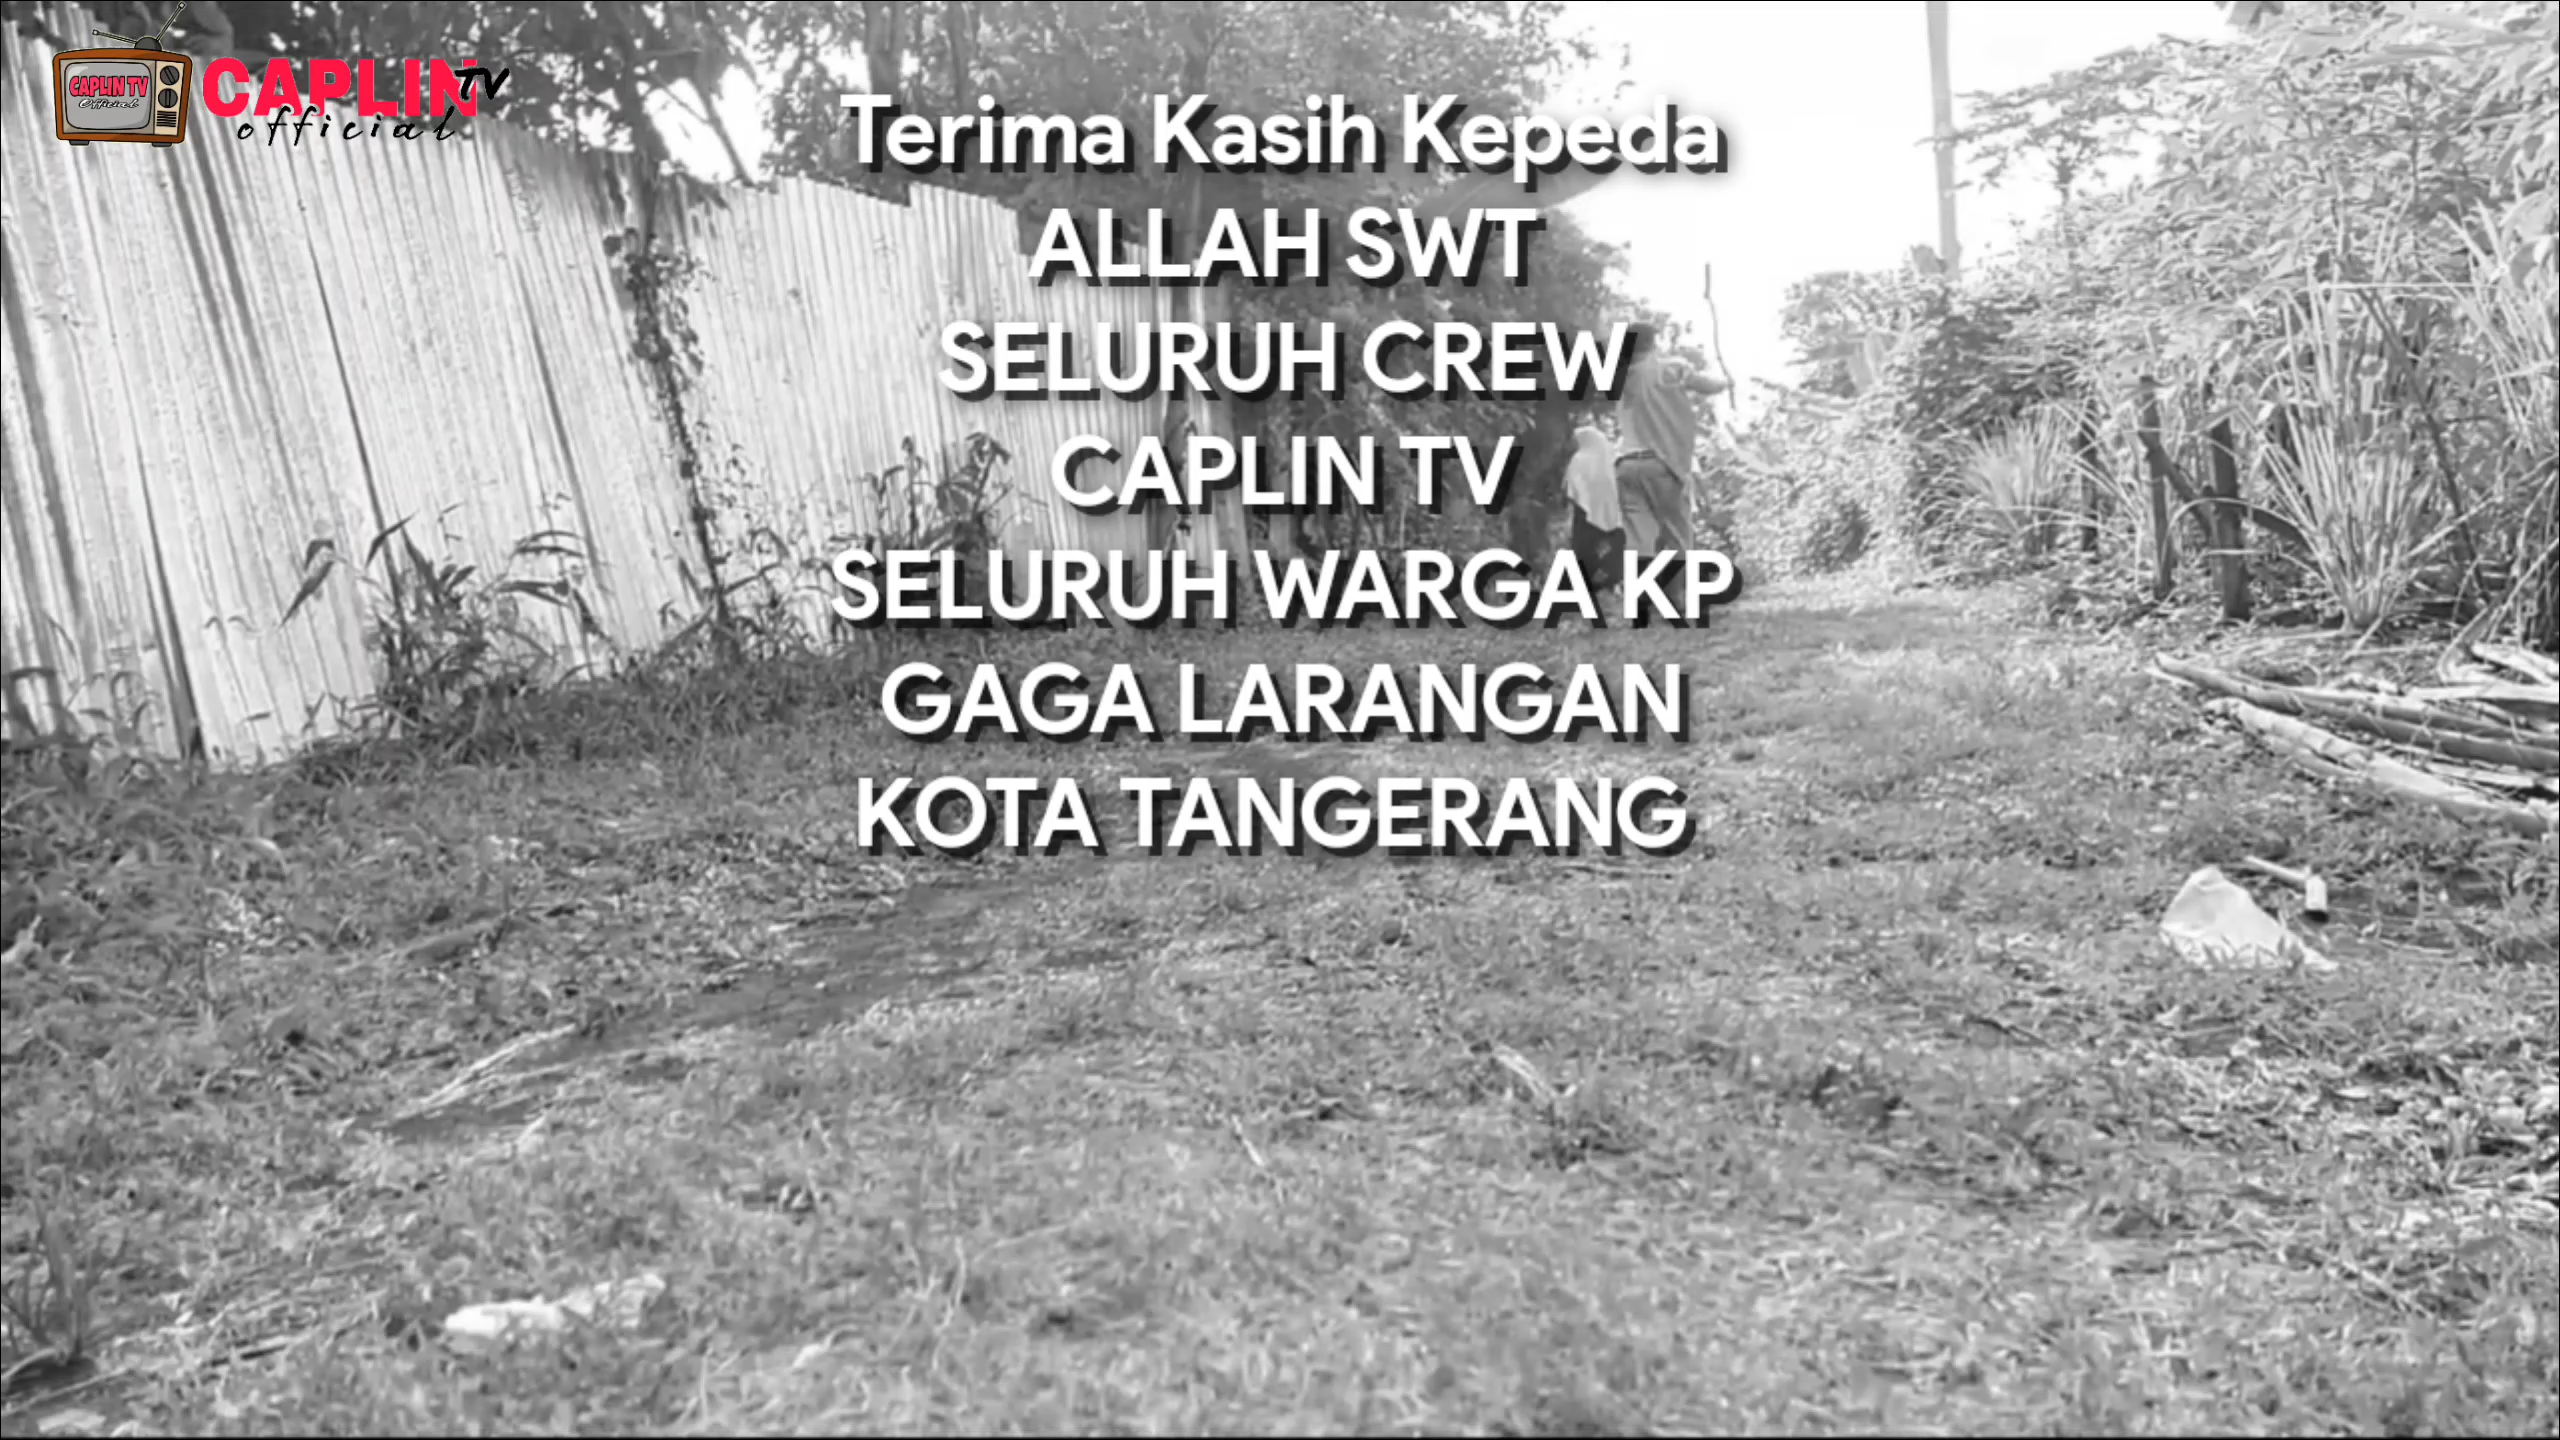 CAPLIN TV
Official
CAPLIN TV
official
Terima Kasih Kepeda
ALLAH SWT
SELURUH CREW
CAPLIN TV
SELURUH WARGA KP
GAGA LARANGAN
KOTA TANGERANG